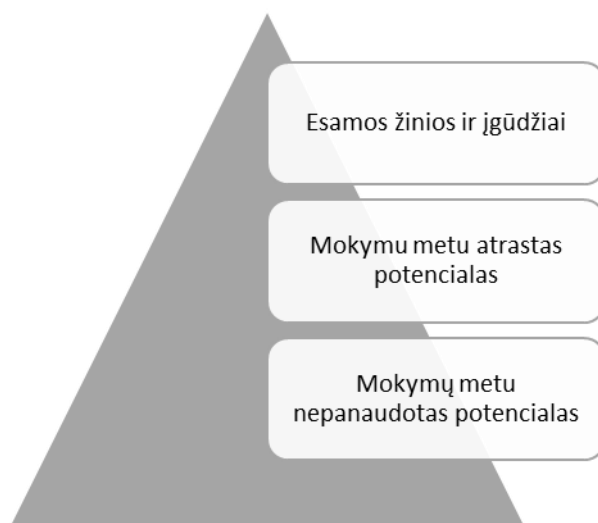 Esamos žinios ir įgūdžiai
Mokymu metu atrastas
potencialas
Mokymų metu
nepanaudotas potencialas